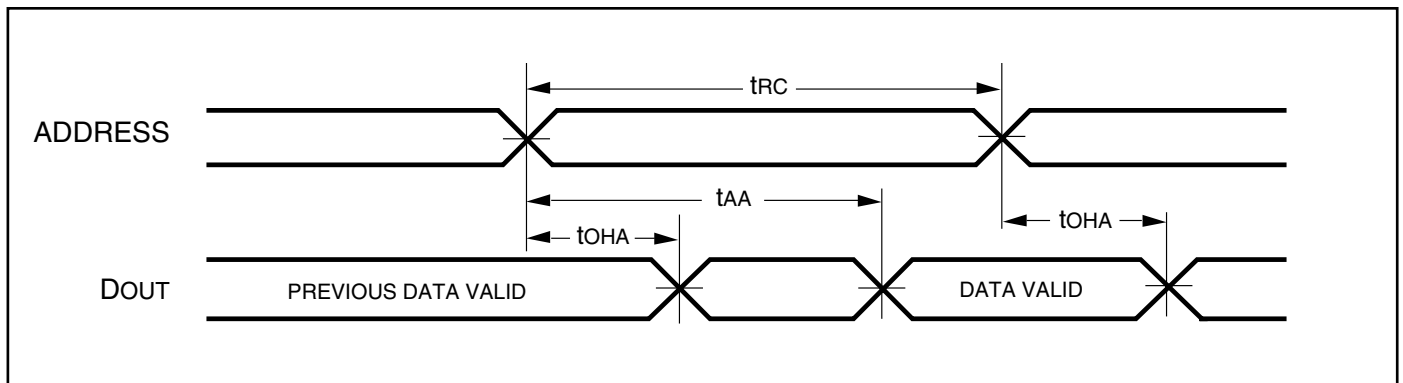 tRC
ADDRESS
tAA
tOHA
tOHA
DOUT
PREVIOUS DATA VALID
DATA VALID